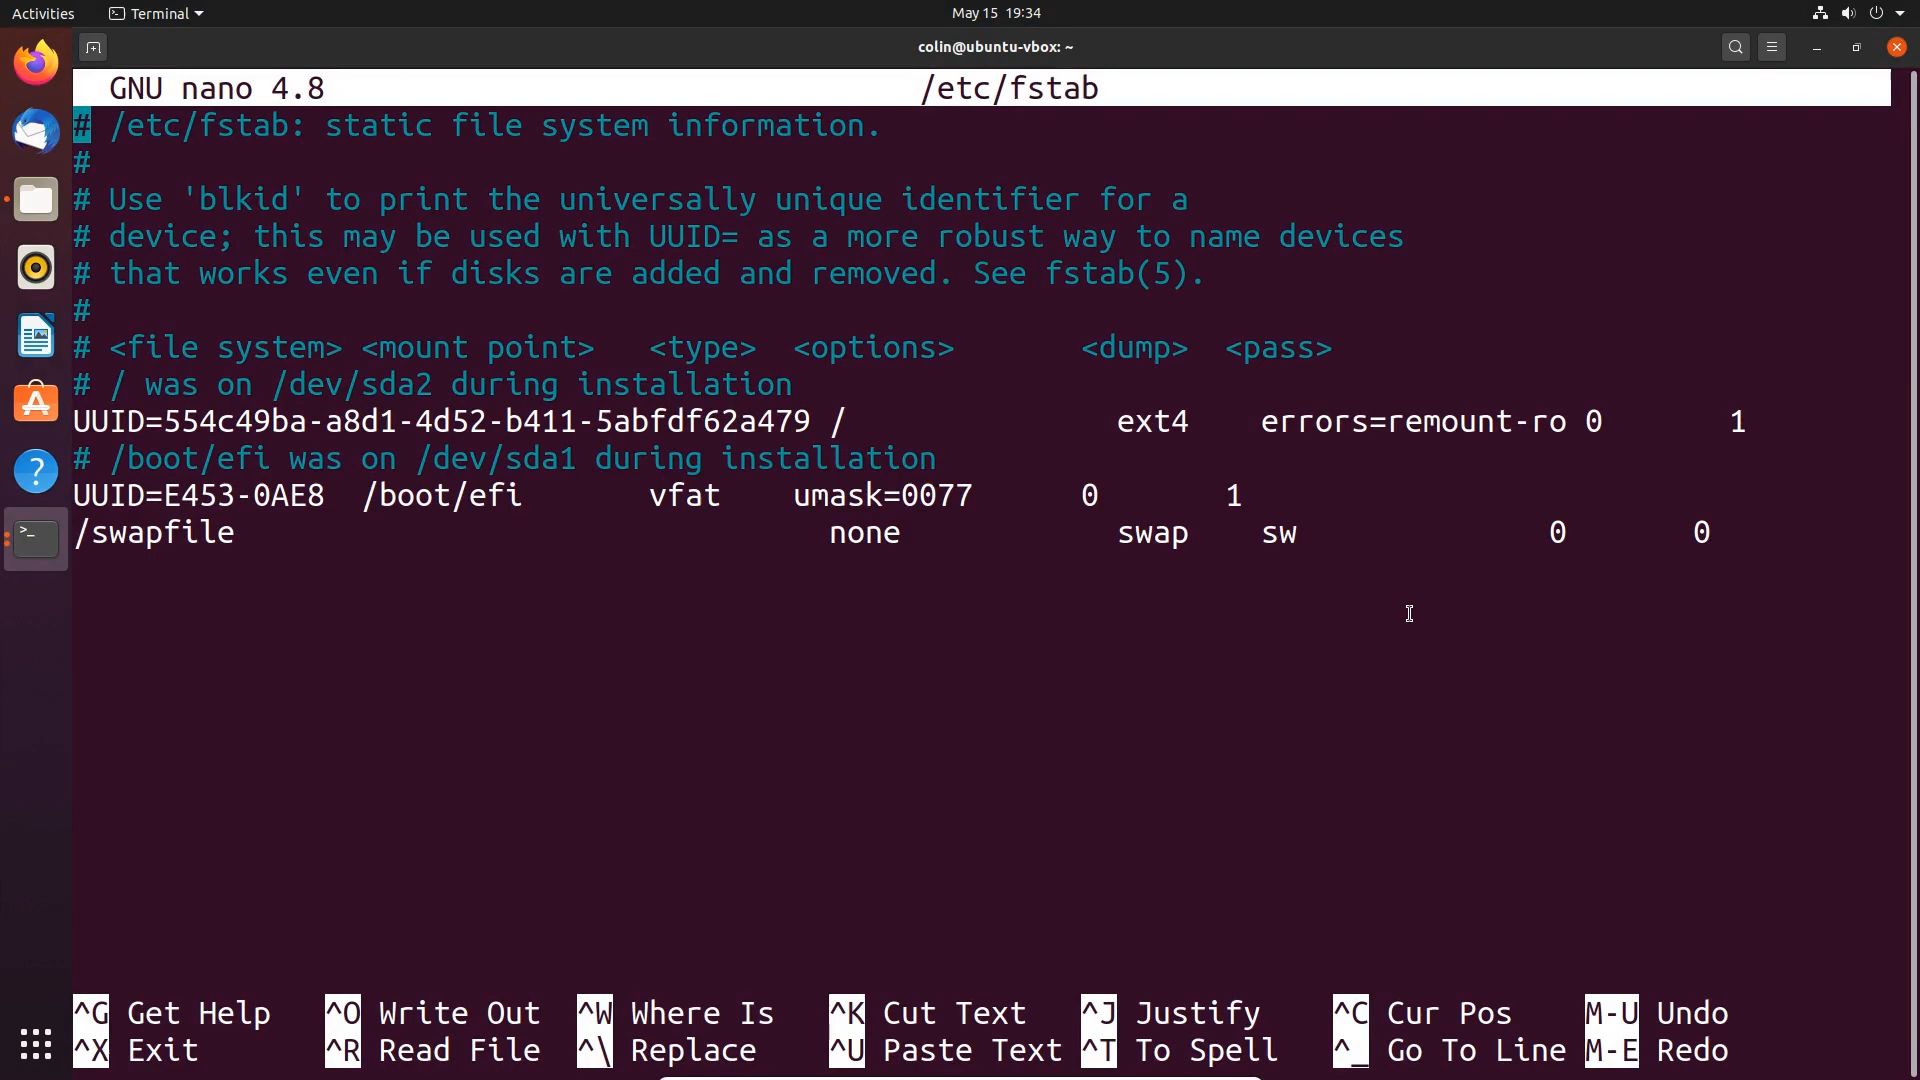 Activities Terminal May 15 19:34
colin@ubuntu-vbox: ~
GNU nano 4.8 /etc/fstab
# /etc/fstab: static file system information.
#
# Use 'blkid' to print the universally unique identifier for a
# device; this may be used with UUID= as a more robust way to name devices
# that works even if disks are added and removed. See fstab(5).
#
# <file system> <mount point>   <type>  <options>       <dump>  <pass>
# / was on /dev/sda2 during installation
UUID=554c49ba-a8d1-4d52-b411-5abfdf62a479 /               ext4    errors=remount-ro 0       1
# /boot/efi was on /dev/sda1 during installation
UUID=E453-0AE8  /boot/efi       vfat    umask=0077      0       1
/swapfile                                 none            swap    sw              0       0
^G Get Help ^O Write Out ^W Where Is ^K Cut Text ^J Justify ^C Cur Pos M-U Undo
^X Exit ^R Read File ^\ Replace ^U Paste Text ^T To Spell ^_ Go To Line M-E Redo